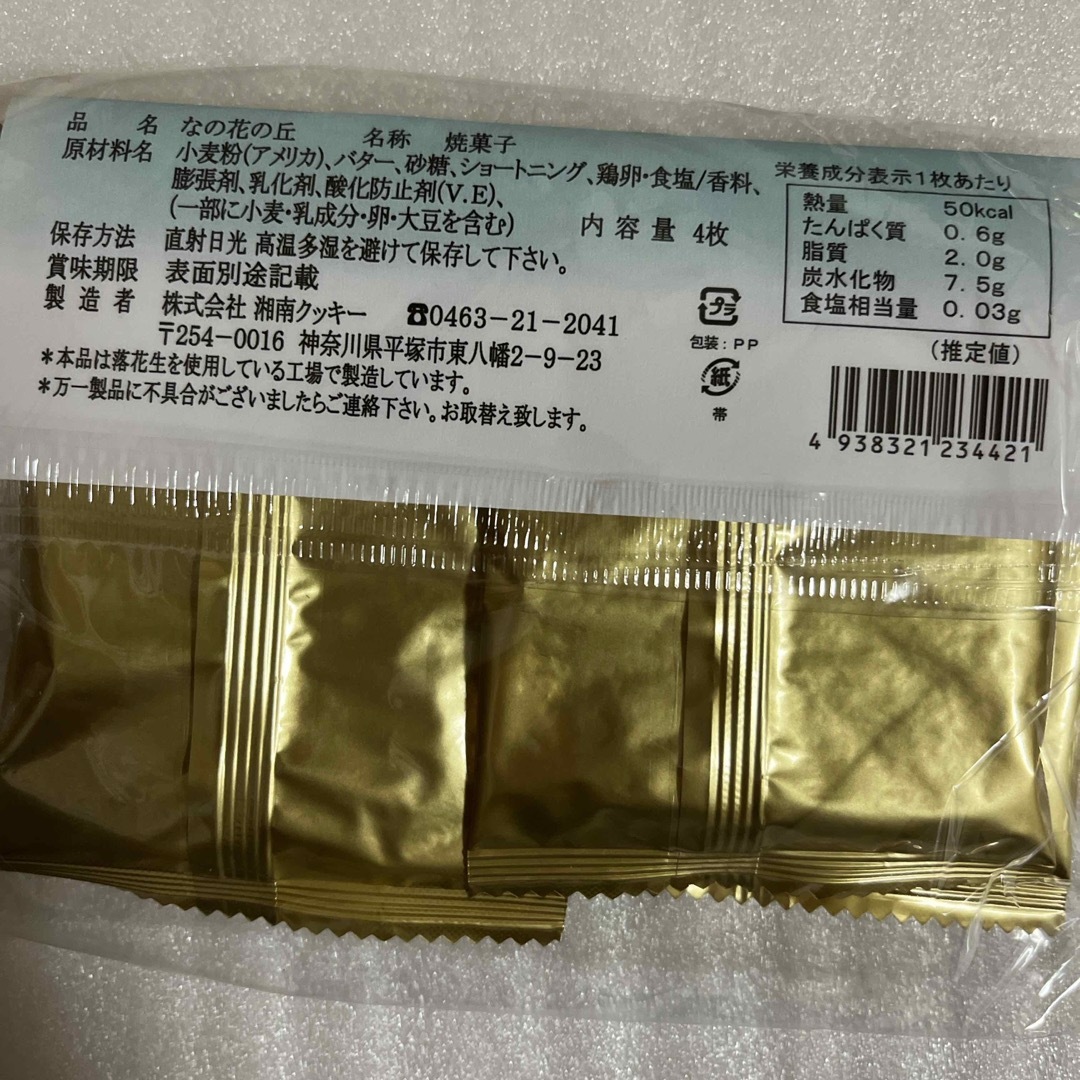 品名 なの花の丘 名称 焼菓子
原材料名 小麦粉(アメリカ)、バター、砂糖、ショートニング、鶏卵・食塩/香料、
膨張剤、乳化剤、酸化防止剤(V.E)、
(一部に小麦・乳成分・卵・大豆を含む)
内容量 4枚
保存方法 直射日光 高温多湿を避けて保存して下さい。
賞味期限 表面別途記載
製造者 株式会社 湘南クッキー ☎0463-21-2041
〒254-0016 神奈川県平塚市東八幡2-9-23
*本品は落花生を使用している工場で製造しています。
*万一製品に不具合がございましたらご連絡下さい。お取替え致します。
栄養成分表示1枚あたり
熱量 50kcal
たんぱく質 0.6g
脂質 2.0g
炭水化物 7.5g
食塩相当量 0.03g
(推定値)
プラ
包装:PP
紙
帯
4 938321 234421